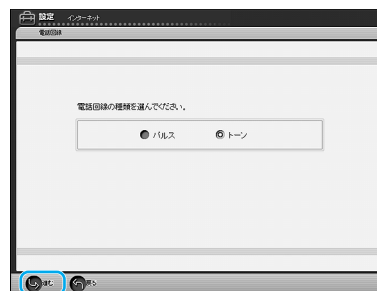 設定 インターネット
電話回線
電話回線の種類を選んでください。
パルス トーン
進む 戻る